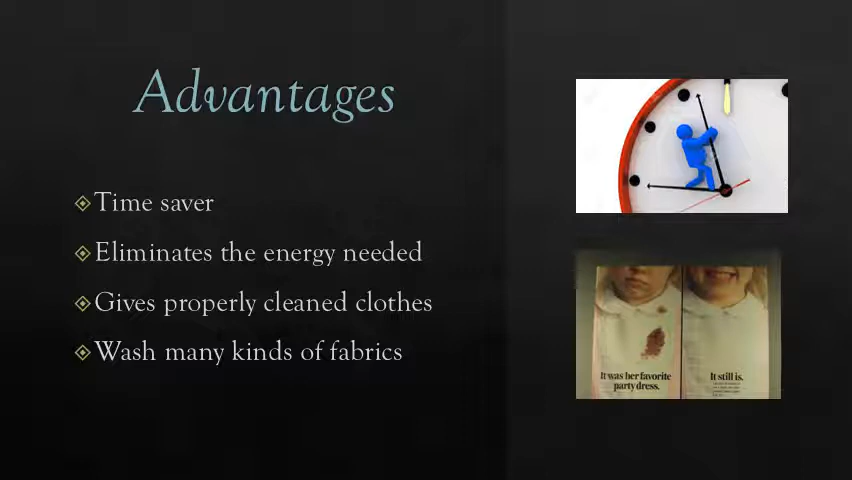 Advantages
Time saver
Eliminates the energy needed
Gives properly cleaned clothes
Wash many kinds of fabrics
It was her favorite
party dress.
It still is.